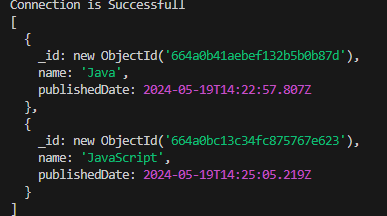 Connection is Successfull
[
  {
    _id: new ObjectId('664a0b41aebef132b5b0b87d'),
    name: 'Java',
    publishedDate: 2024-05-19T14:22:57.807Z
  },
  {
    _id: new ObjectId('664a0bc13c34fc875767e623'),
    name: 'JavaScript',
    publishedDate: 2024-05-19T14:25:05.219Z
  }
]